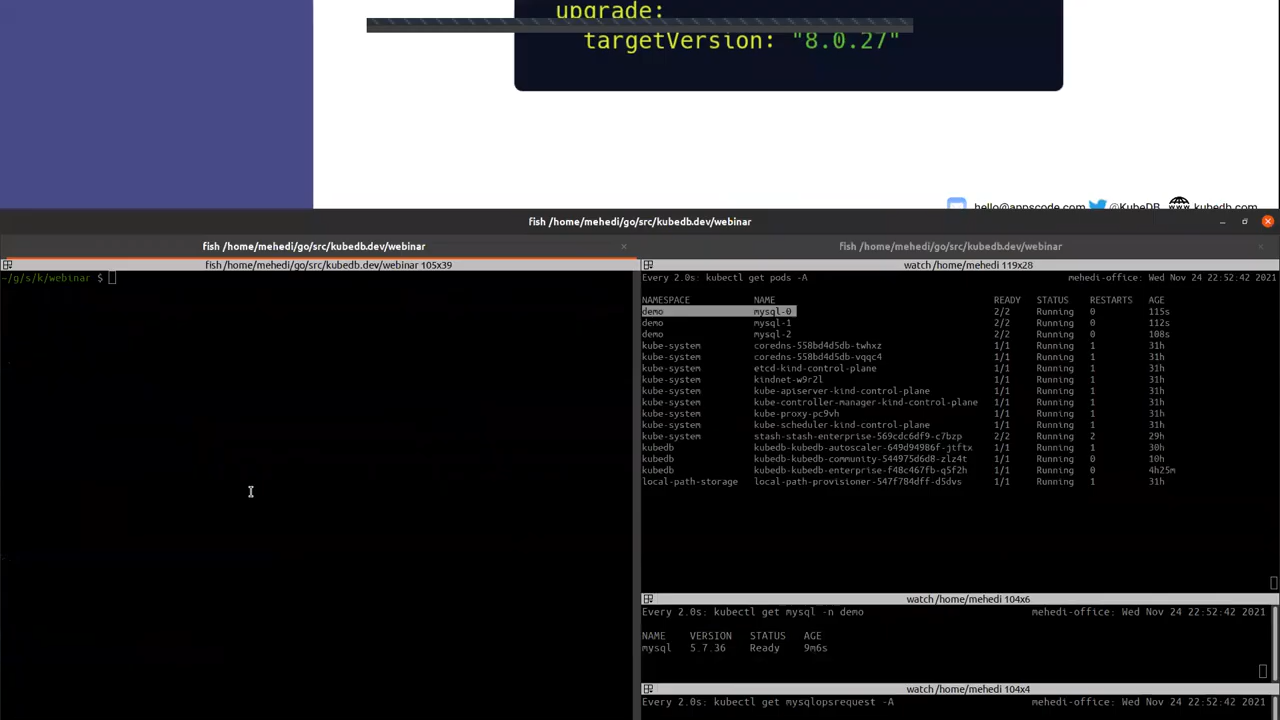 upgrade:
targetVersion: "8.0.27"
hello@appscode.com @KubeDB kubedb.com
fish /home/mehedi/go/src/kubedb.dev/webinar
fish /home/mehedi/go/src/kubedb.dev/webinar
fish /home/mehedi/go/src/kubedb.dev/webinar
fish /home/mehedi/go/src/kubedb.dev/webinar 105x39
~/g/s/k/webinar $
watch /home/mehedi 119x28
Every 2.0s: kubectl get pods -A mehedi-office: Wed Nov 24 22:52:42 2021
NAMESPACE NAME READY STATUS RESTARTS AGE
demo mysql-0 2/2 Running 0 115s
demo mysql-1 2/2 Running 0 112s
demo mysql-2 2/2 Running 0 108s
kube-system coredns-558bd4d5db-twhxz 1/1 Running 1 31h
kube-system coredns-558bd4d5db-vqqc4 1/1 Running 1 31h
kube-system etcd-kind-control-plane 1/1 Running 1 31h
kube-system kindnet-w9r2l 1/1 Running 1 31h
kube-system kube-apiserver-kind-control-plane 1/1 Running 1 31h
kube-system kube-controller-manager-kind-control-plane 1/1 Running 1 31h
kube-system kube-proxy-pc9vh 1/1 Running 1 31h
kube-system kube-scheduler-kind-control-plane 1/1 Running 1 31h
kube-system stash-stash-enterprise-569cdc6df9-c7bzp 2/2 Running 2 29h
kubedb kubedb-kubedb-autoscaler-649d94986f-jtftx 1/1 Running 1 30h
kubedb kubedb-kubedb-community-544975d6d8-zlz4t 1/1 Running 0 10h
kubedb kubedb-kubedb-enterprise-f48c467fb-q5f2h 1/1 Running 0 4h25m
local-path-storage local-path-provisioner-547f784dff-d5dvs 1/1 Running 1 31h
watch /home/mehedi 104x6
Every 2.0s: kubectl get mysql -n demo mehedi-office: Wed Nov 24 22:52:42 2021
NAME VERSION STATUS AGE
mysql 5.7.36 Ready 9m6s
watch /home/mehedi 104x4
Every 2.0s: kubectl get mysqlopsrequest -A mehedi-office: Wed Nov 24 22:52:42 2021